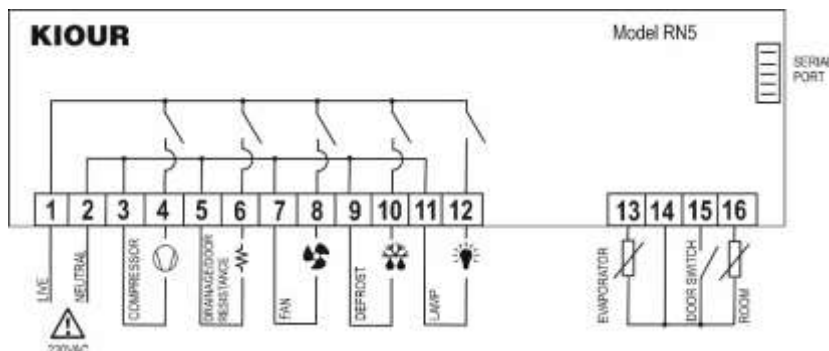 KIOUR
Model RN5
SERIAL
PORT
1 2 3 4 5 6 7 8 9 10 11 12 13 14 15 16
LIVE
NEUTRAL
COMPRESSOR
DRAINAGE/DOOR
RESISTANCE
FAN
DEFROST
LAMP
EVAPORATOR
DOOR SWITCH
ROOM
230VAC